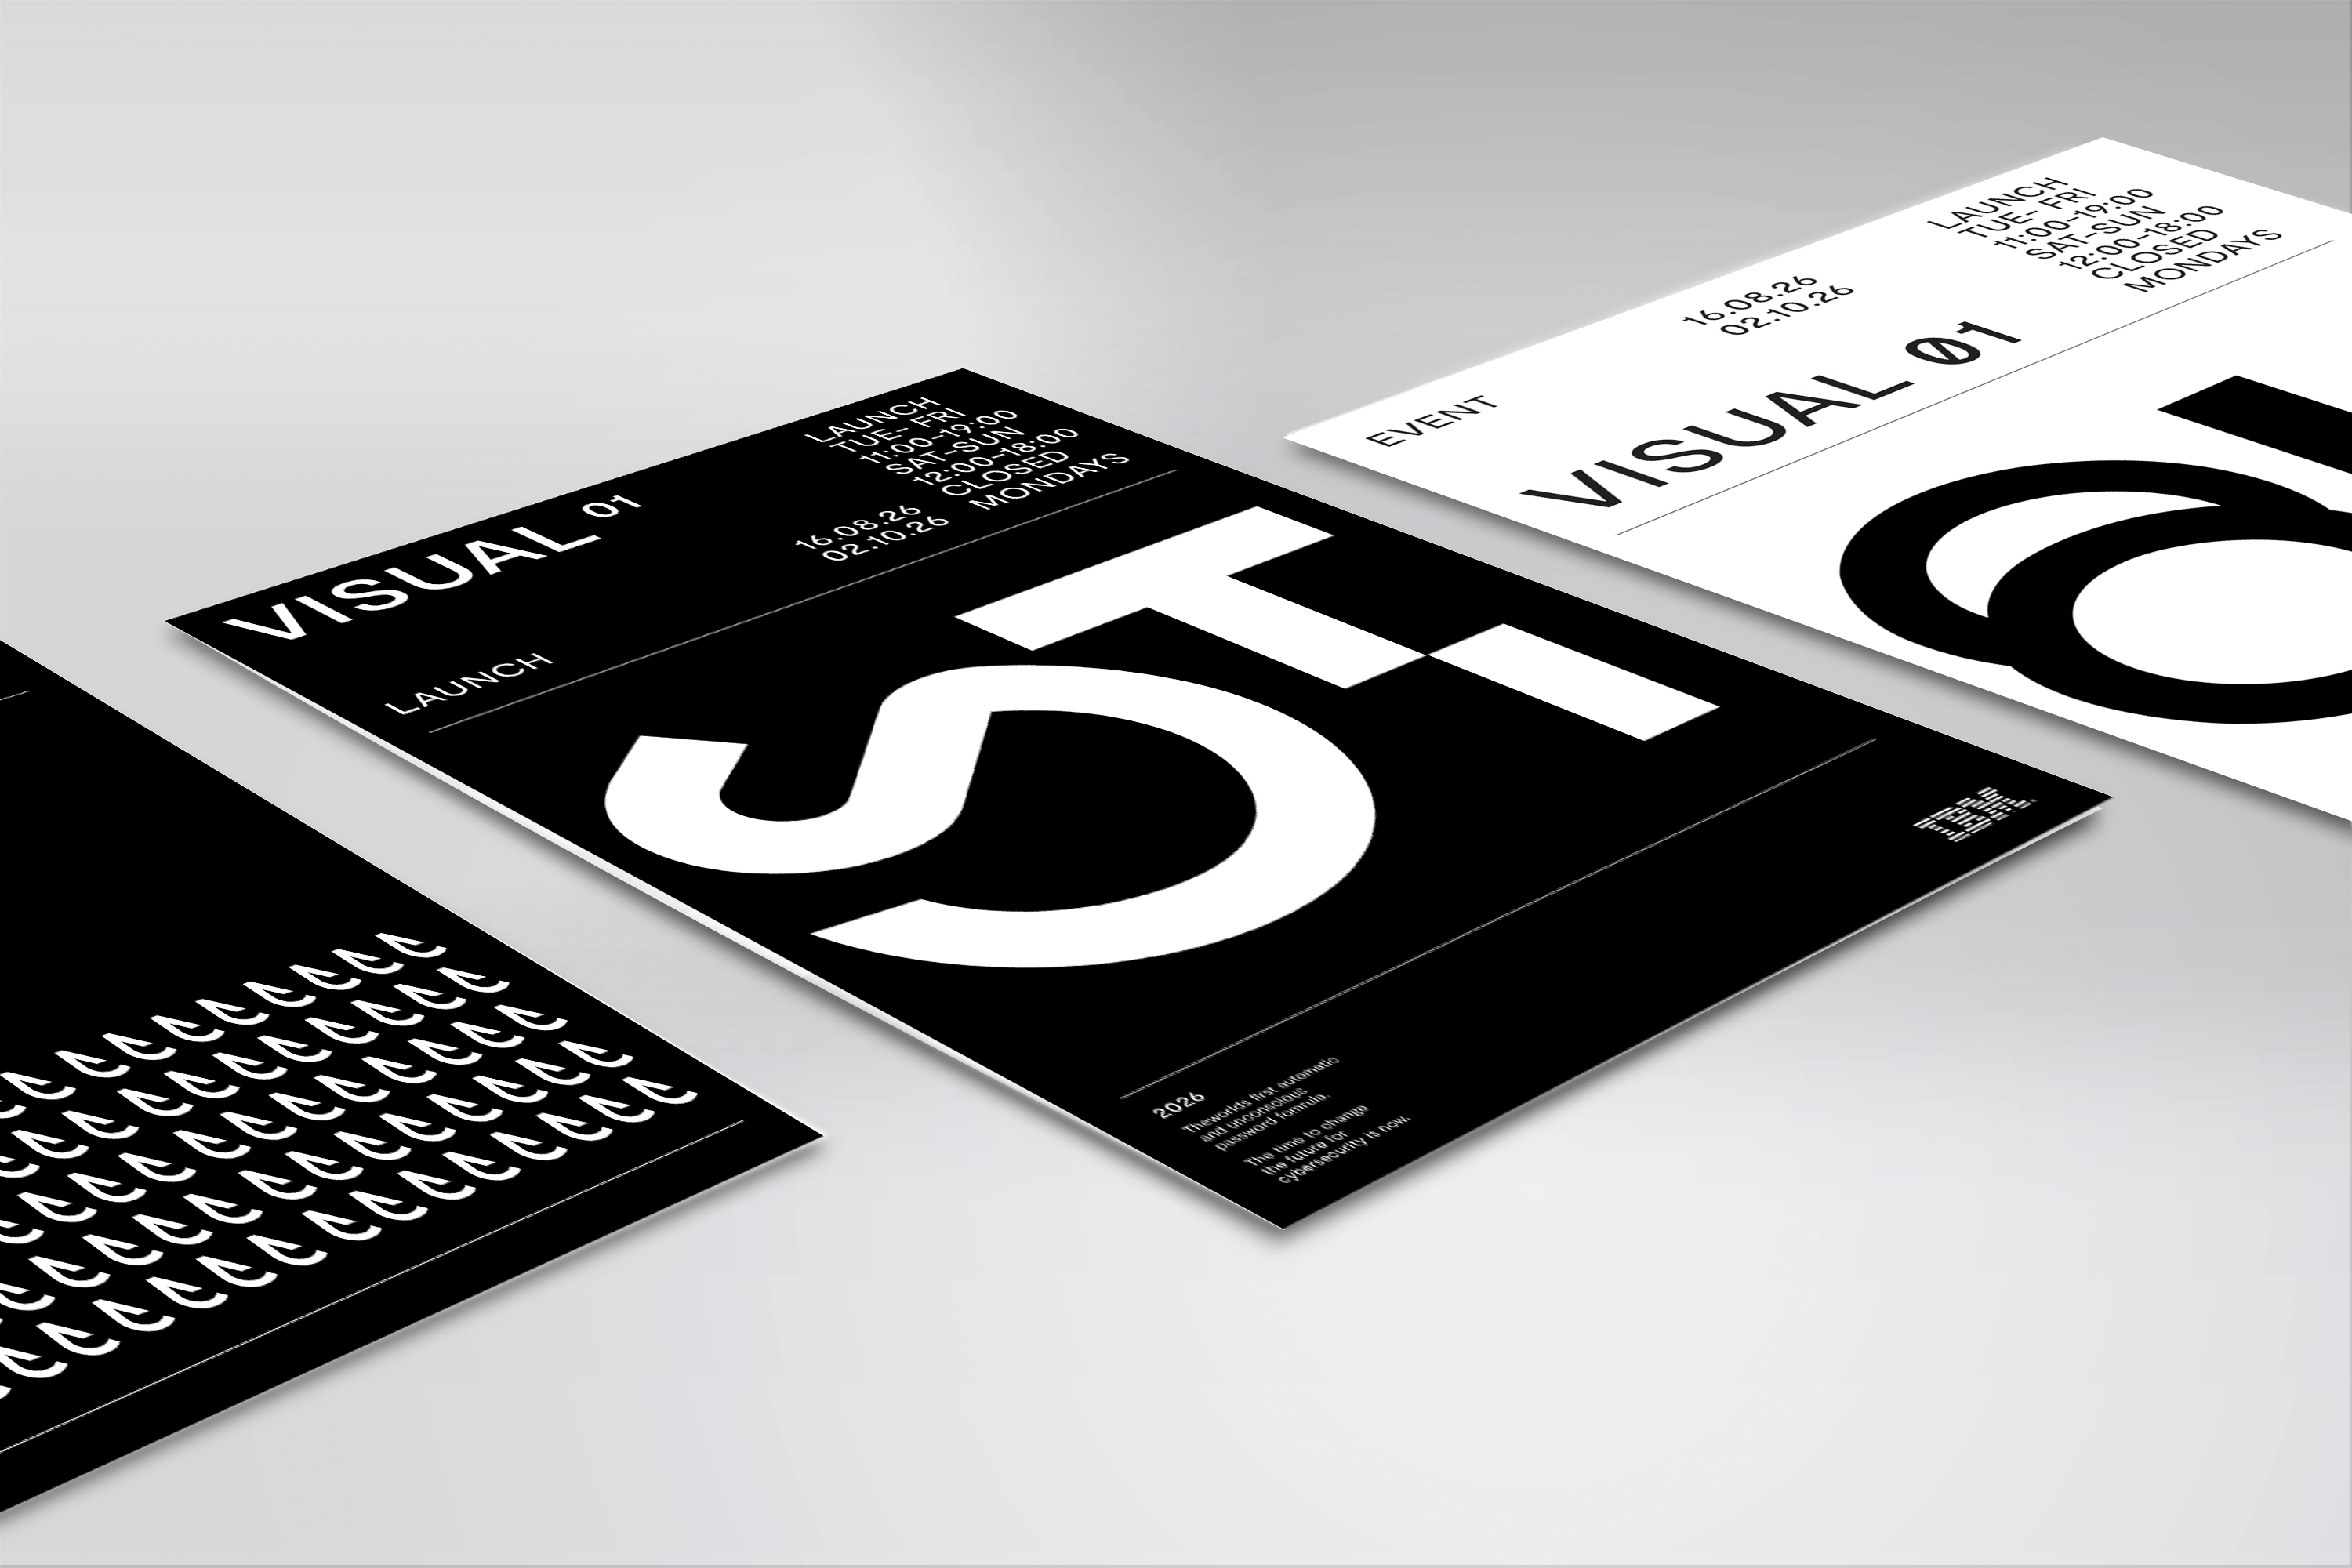 VISUAL 01
LAUNCH
16.08.26
02.10.26
LAUNCH
TUE- FRI
11:00-19:00
SAT-SUN
12:00-18:00
CLOSED
MONDAYS
IBM
2026
Theworlds first automatic
and unconscious
password fomrula.
The time to change
the future for
cybersecurity is now.
EVENT
16.08.26
02.10.26
LAUNCH
TUE- FRI
11:00-19:00
SAT-SUN
12:00-18:00
CLOSED
MONDAYS
VISUAL 01